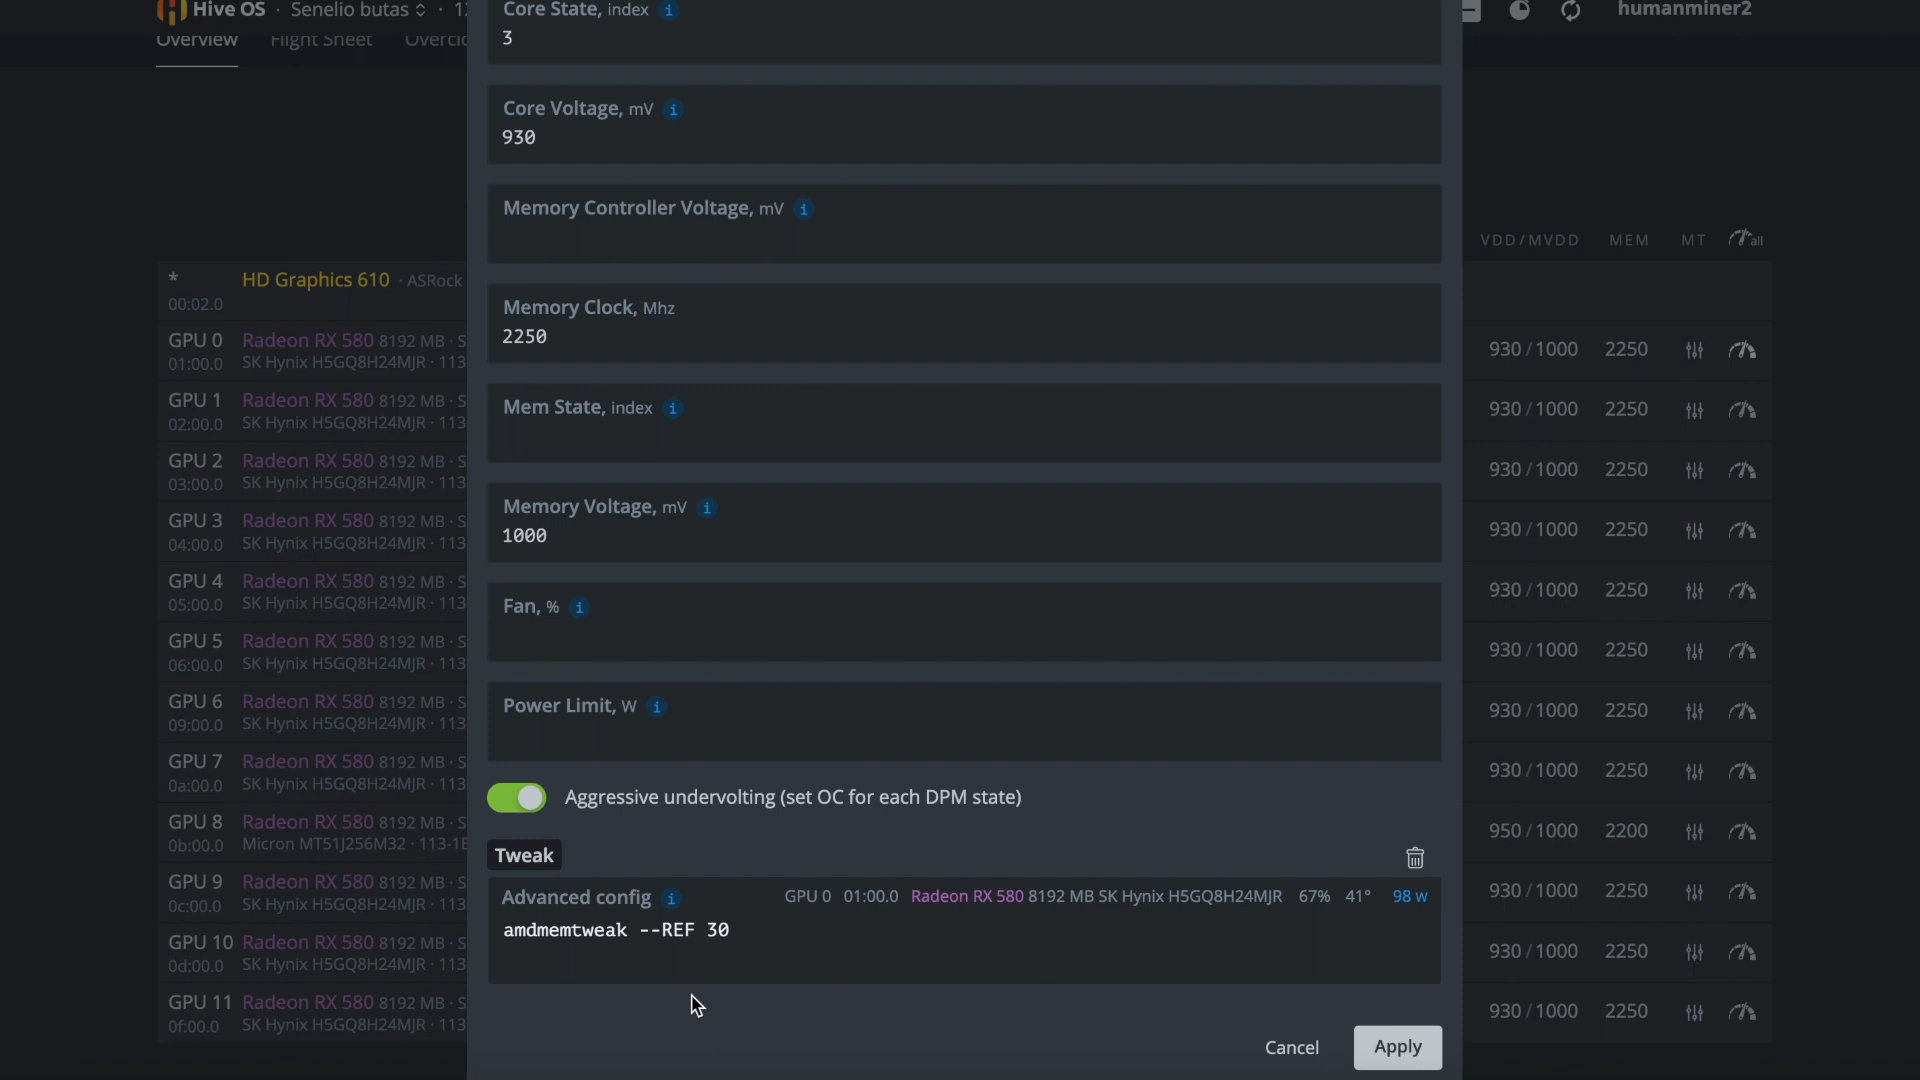 Hive OS · Senelio butas
humanminer2
Overview Flight Sheet
Core State, index i
3
Core Voltage, mV i
930
Memory Controller Voltage, mV i
Memory Clock, Mhz
2250
Mem State, index i
Memory Voltage, mV i
1000
Fan, % i
Power Limit, W i
Aggressive undervolting (set OC for each DPM state)
Tweak
Advanced config i GPU 0 01:00.0 Radeon RX 580 8192 MB SK Hynix H5GQ8H24MJR 67% 41° 98 w
amdmemtweak --REF 30
Cancel Apply
VDD/MVDD MEM MT all
* HD Graphics 610 · ASRock
00:02.0
GPU 0 Radeon RX 580 8192 MB · S 930 / 1000 2250
01:00.0 SK Hynix H5GQ8H24MJR · 113
GPU 1 Radeon RX 580 8192 MB · S 930 / 1000 2250
02:00.0 SK Hynix H5GQ8H24MJR · 113
GPU 2 Radeon RX 580 8192 MB · S 930 / 1000 2250
03:00.0 SK Hynix H5GQ8H24MJR · 113
GPU 3 Radeon RX 580 8192 MB · S 930 / 1000 2250
04:00.0 SK Hynix H5GQ8H24MJR · 113
GPU 4 Radeon RX 580 8192 MB · S 930 / 1000 2250
05:00.0 SK Hynix H5GQ8H24MJR · 113
GPU 5 Radeon RX 580 8192 MB · S 930 / 1000 2250
06:00.0 SK Hynix H5GQ8H24MJR · 113
GPU 6 Radeon RX 580 8192 MB · S 930 / 1000 2250
09:00.0 SK Hynix H5GQ8H24MJR · 113
GPU 7 Radeon RX 580 8192 MB · S 930 / 1000 2250
0a:00.0 SK Hynix H5GQ8H24MJR · 113
GPU 8 Radeon RX 580 8192 MB · S 950 / 1000 2200
0b:00.0 Micron MT51J256M32 · 113-1E
GPU 9 Radeon RX 580 8192 MB · S 930 / 1000 2250
0c:00.0 SK Hynix H5GQ8H24MJR · 113
GPU 10 Radeon RX 580 8192 MB · S 930 / 1000 2250
0d:00.0 SK Hynix H5GQ8H24MJR · 113
GPU 11 Radeon RX 580 8192 MB · S 930 / 1000 2250
0f:00.0 SK Hynix H5GQ8H24MJR · 113